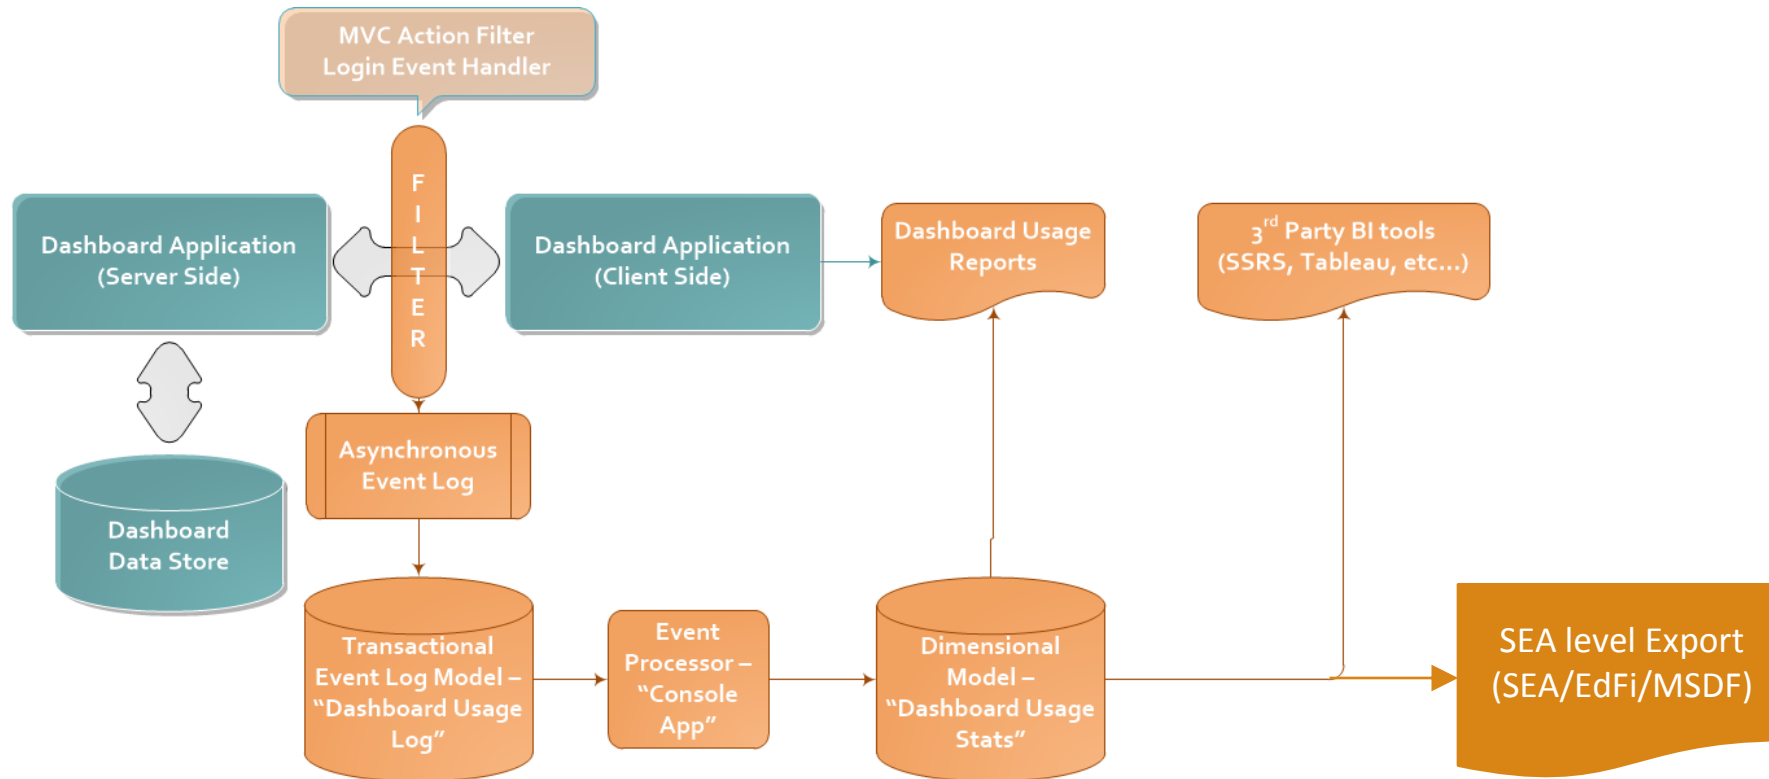 MVC Action Filter
Login Event Handler
F
I
L
T
E
R
Dashboard Application
(Server Side)
Dashboard Application
(Client Side)
Dashboard Usage
Reports
3rd Party BI tools
(SSRS, Tableau, etc...)
Asynchronous
Event Log
Dashboard
Data Store
Transactional
Event Log Model –
“Dashboard Usage
Log”
Event
Processor –
“Console
App”
Dimensional
Model –
“Dashboard Usage
Stats”
SEA level Export
(SEA/EdFi/MSDF)